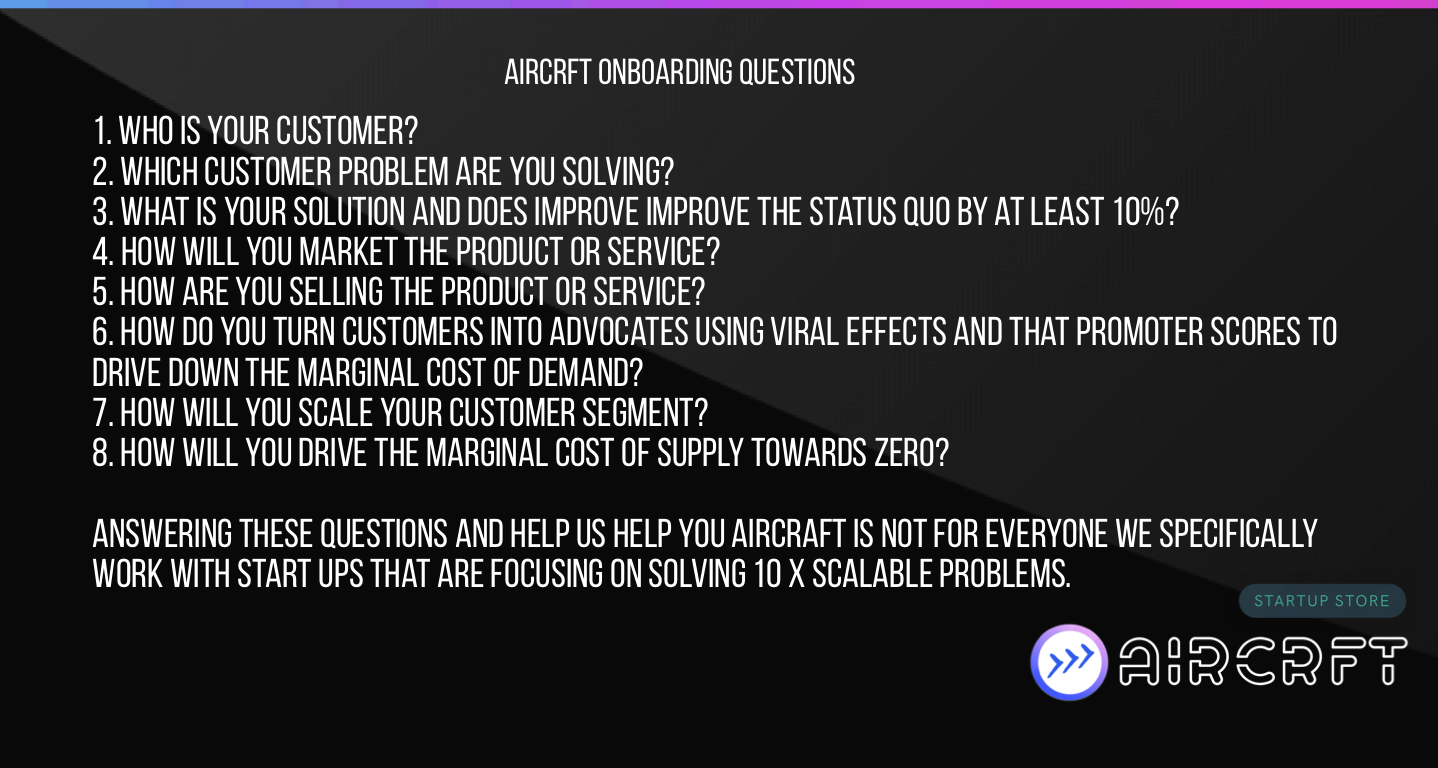 AIRCRFT ONBOARDING QUESTIONS
1. WHO IS YOUR CUSTOMER?
2. WHICH CUSTOMER PROBLEM ARE YOU SOLVING?
3. WHAT IS YOUR SOLUTION AND DOES IMPROVE IMPROVE THE STATUS QUO BY AT LEAST 10%?
4. HOW WILL YOU MARKET THE PRODUCT OR SERVICE?
5. HOW ARE YOU SELLING THE PRODUCT OR SERVICE?
6. HOW DO YOU TURN CUSTOMERS INTO ADVOCATES USING VIRAL EFFECTS AND THAT PROMOTER SCORES TO
DRIVE DOWN THE MARGINAL COST OF DEMAND?
7. HOW WILL YOU SCALE YOUR CUSTOMER SEGMENT?
8. HOW WILL YOU DRIVE THE MARGINAL COST OF SUPPLY TOWARDS ZERO?
ANSWERING THESE QUESTIONS AND HELP US HELP YOU AIRCRAFT IS NOT FOR EVERYONE WE SPECIFICALLY
WORK WITH START UPS THAT ARE FOCUSING ON SOLVING 10 X SCALABLE PROBLEMS.
STARTUP STORE
AIRCRFT